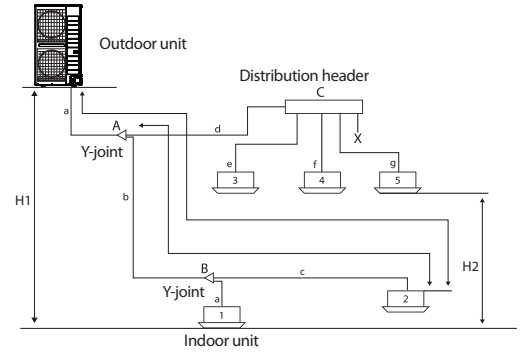 Outdoor unit
Distribution header
C
a
A
d
X
Y-joint
e
f
g
3
4
5
H1
b
H2
B
c
Y-joint
a
2
1
Indoor unit